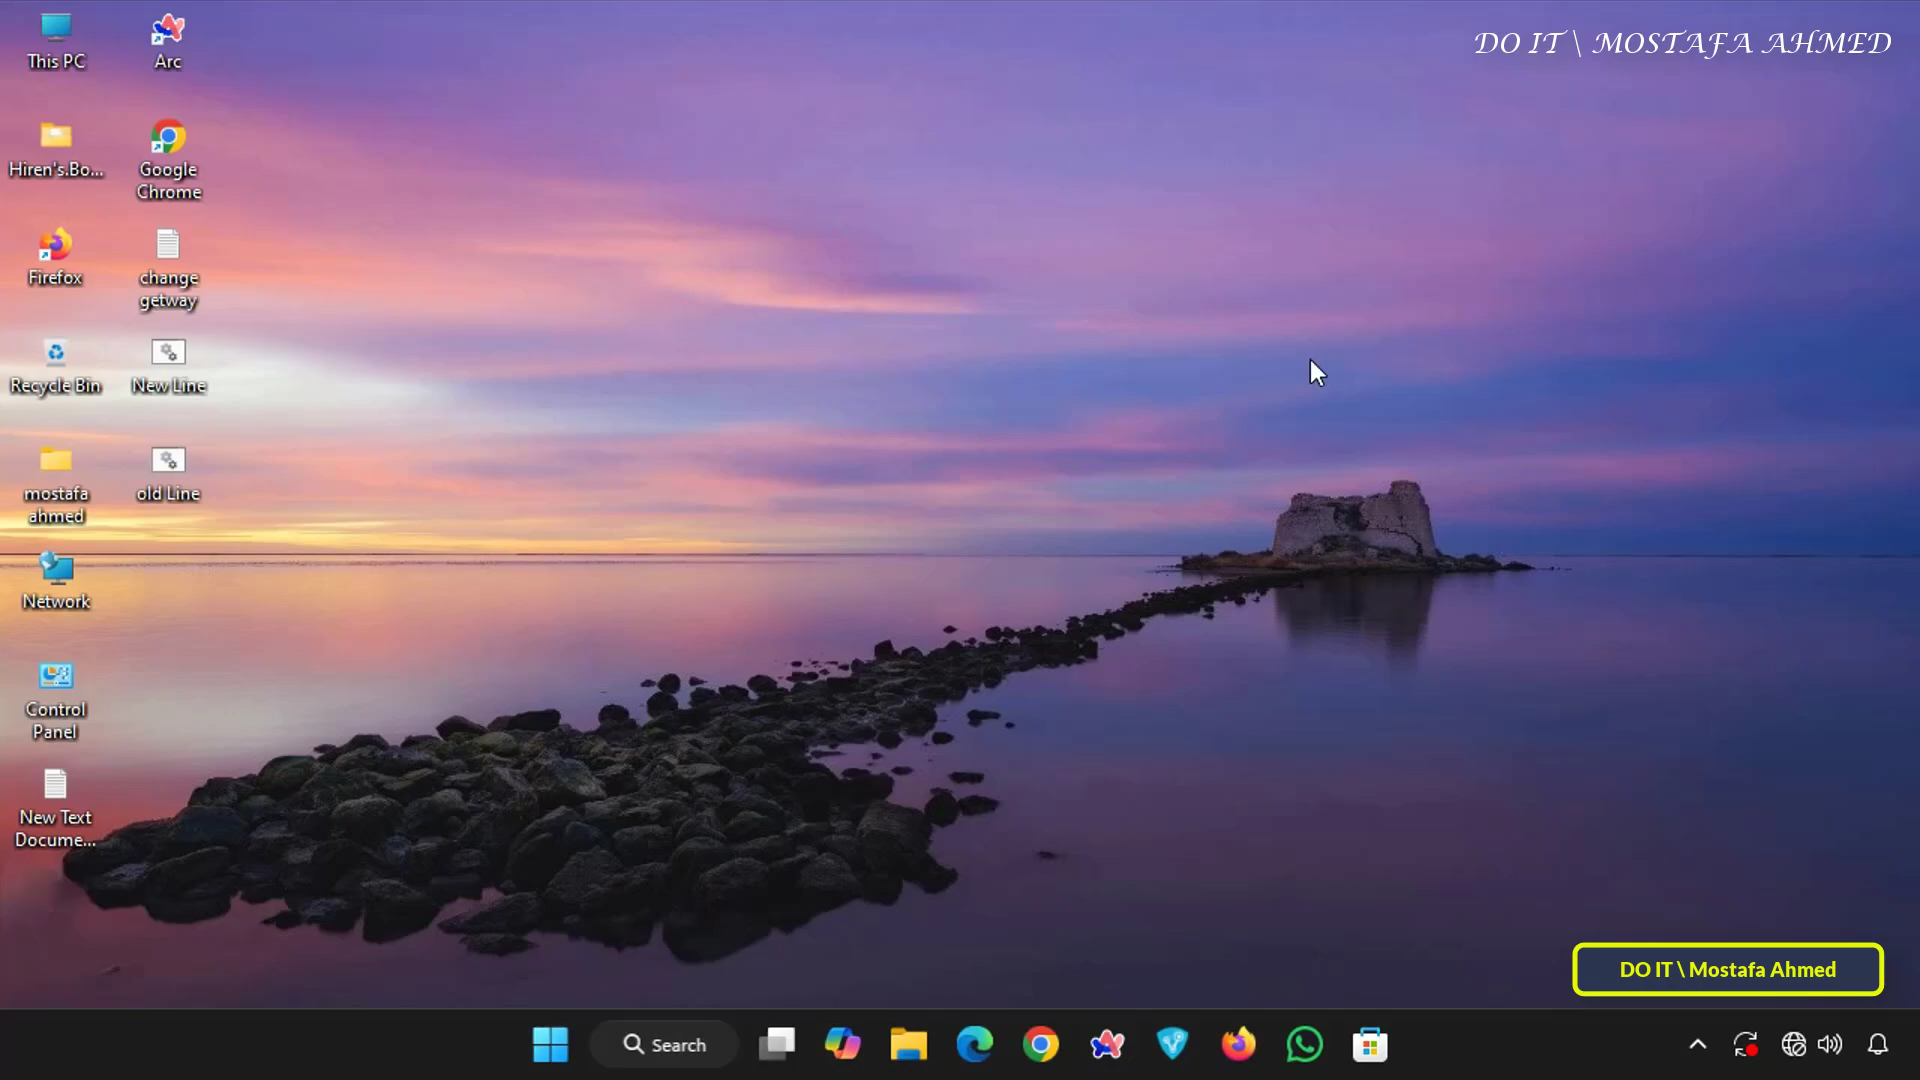 DO IT \ MOSTAFA AHMED
This PC
Arc
Hiren's.Bo...
Google
Chrome
Firefox
change
getway
Recycle Bin
New Line
mostafa
ahmed
old Line
Network
Control
Panel
New Text
Docume...
DO IT \ Mostafa Ahmed
Search